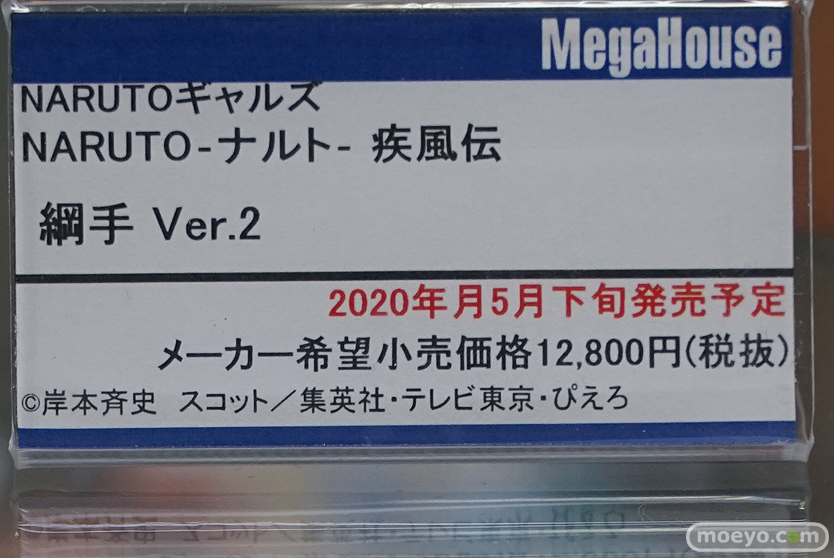 MegaHouse
NARUTOギャルズ
NARUTO-ナルト- 疾風伝
綱手 Ver.2
2020年月5月下旬発売予定
メーカー希望小売価格12,800円(税抜)
©岸本斉史 スコット／集英社・テレビ東京・ぴえろ
moeyo.com